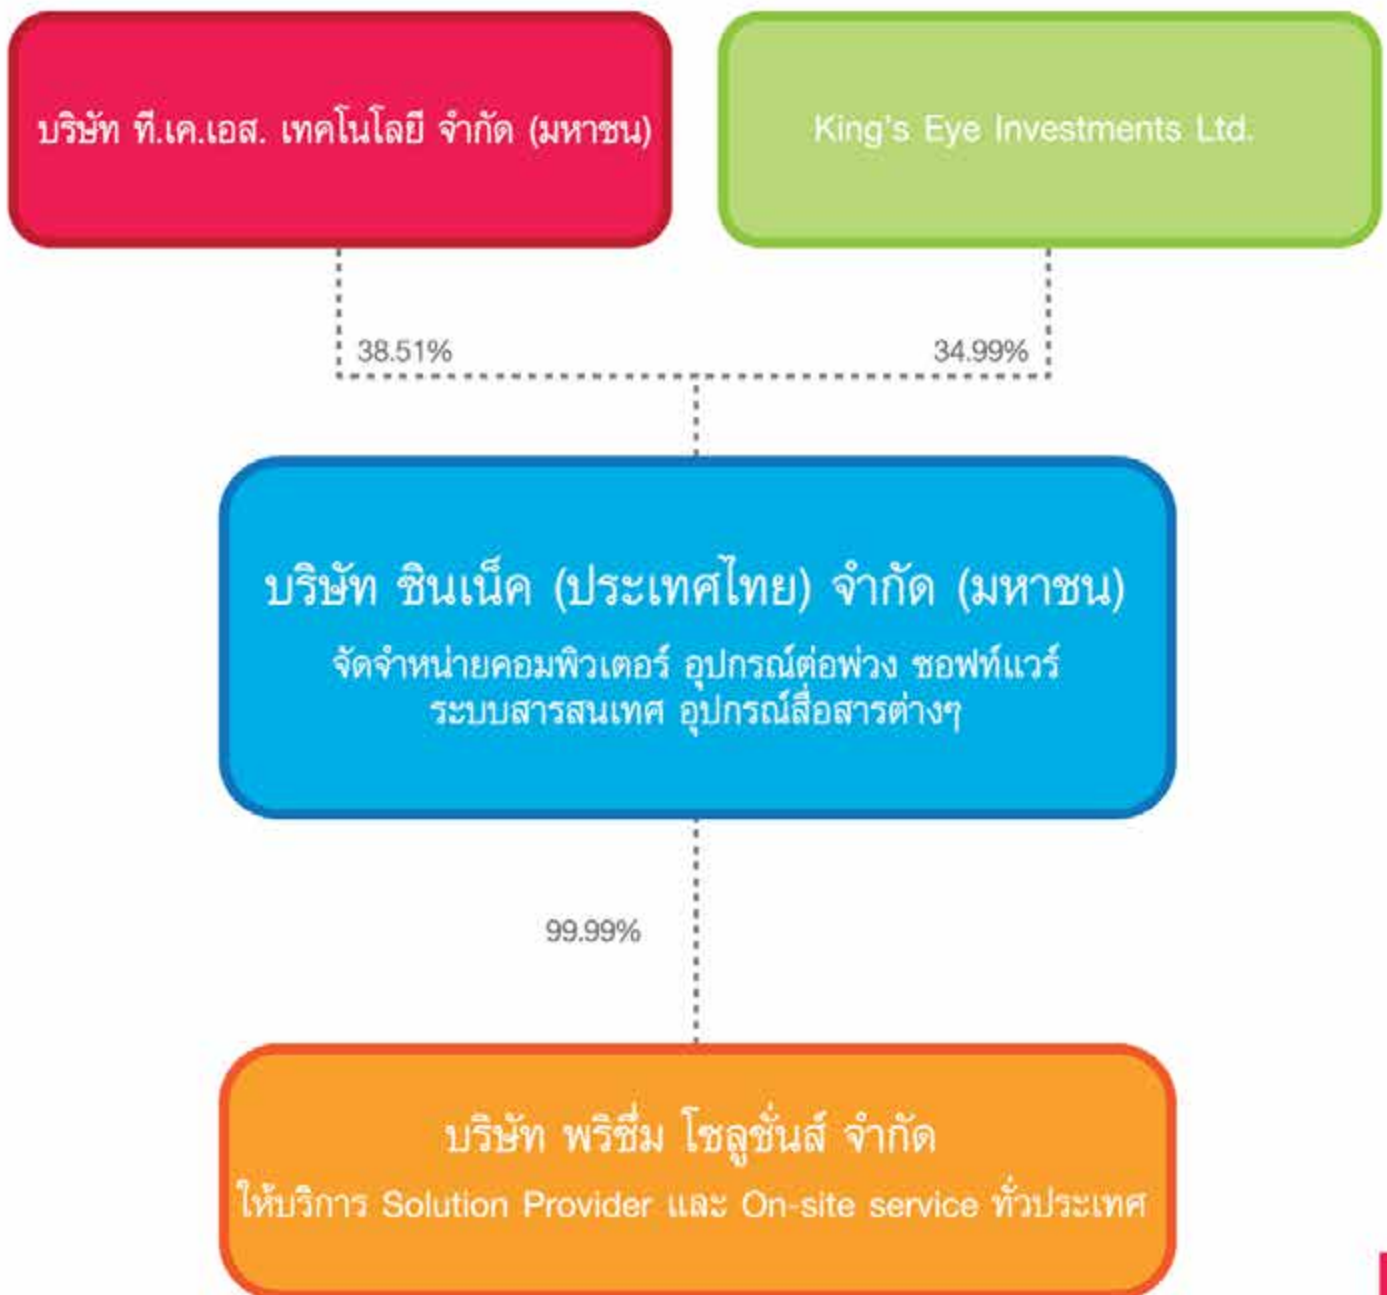 บริษัท ที.เค.เอส. เทคโนโลยี จำกัด (มหาชน)
King's Eye Investments Ltd.
38.51%
34.99%
บริษัท ซินเน็ค (ประเทศไทย) จำกัด (มหาชน)
จัดจำหน่ายคอมพิวเตอร์ อุปกรณ์ต่อพ่วง ซอฟท์แวร์
ระบบสารสนเทศ อุปกรณ์สื่อสารต่างๆ
99.99%
บริษัท พริซึ่ม โซลูชั่นส์ จำกัด
ให้บริการ Solution Provider และ On-site service ทั่วประเทศ